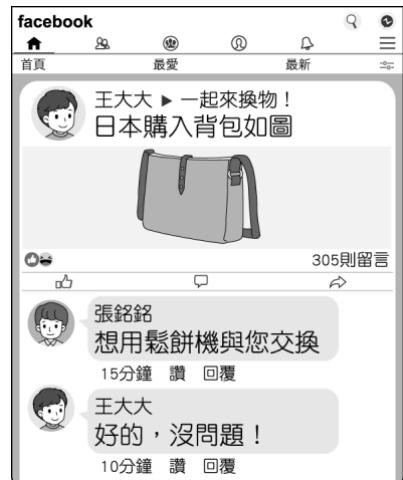 facebook
首頁 最愛 最新
王大大 ▶ 一起來換物！
日本購入背包如圖
305則留言
張銘銘
想用鬆餅機與您交換
15分鐘 讚 回覆
王大大
好的，沒問題！
10分鐘 讚 回覆